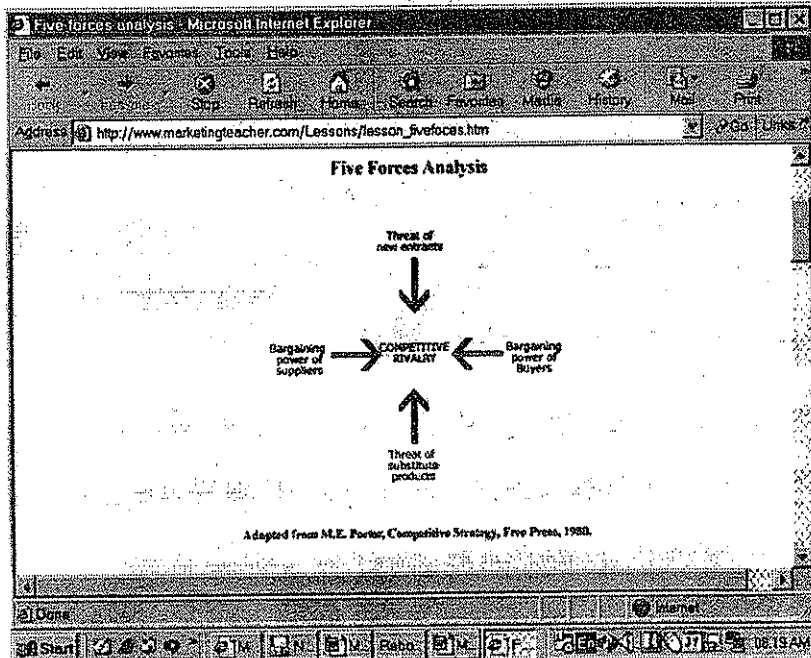 Five forces analysis - Microsoft Internet Explorer
File Edit View Favorites Tools Help
Stop Refresh Home Search Favorites Media History Mail Print
Address http://www.marketingteacher.com/Lessons/lesson_fivefoces.htm Go Links
Five Forces Analysis
Threat of
new entrants
Bargaining
power of
suppliers
COMPETITIVE
RIVALRY
Bargaining
power of
Buyers
Threat of
substitute
products
Adapted from M.E. Porter, Competitive Strategy, Free Press, 1980.
Done Internet
Start 08:19 AM